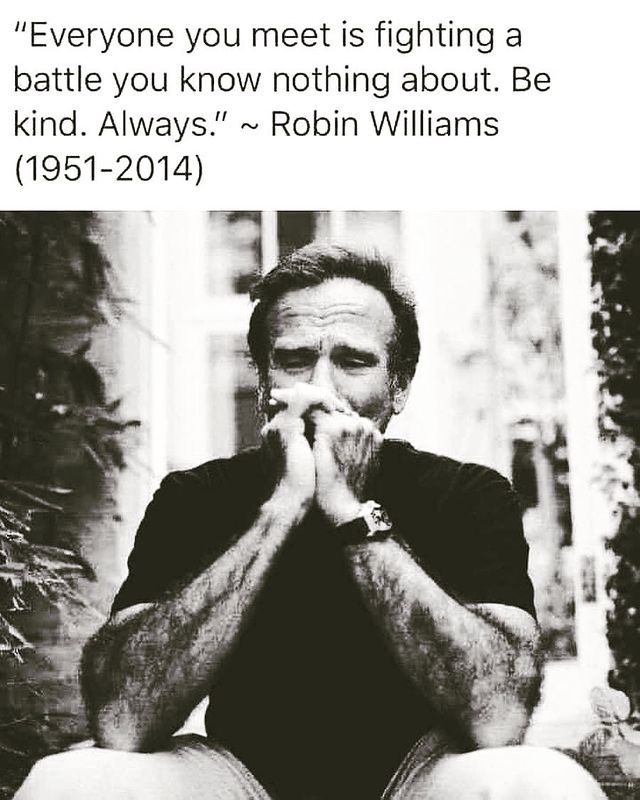 "Everyone you meet is fighting a
battle you know nothing about. Be
kind. Always." ~ Robin Williams
(1951-2014)